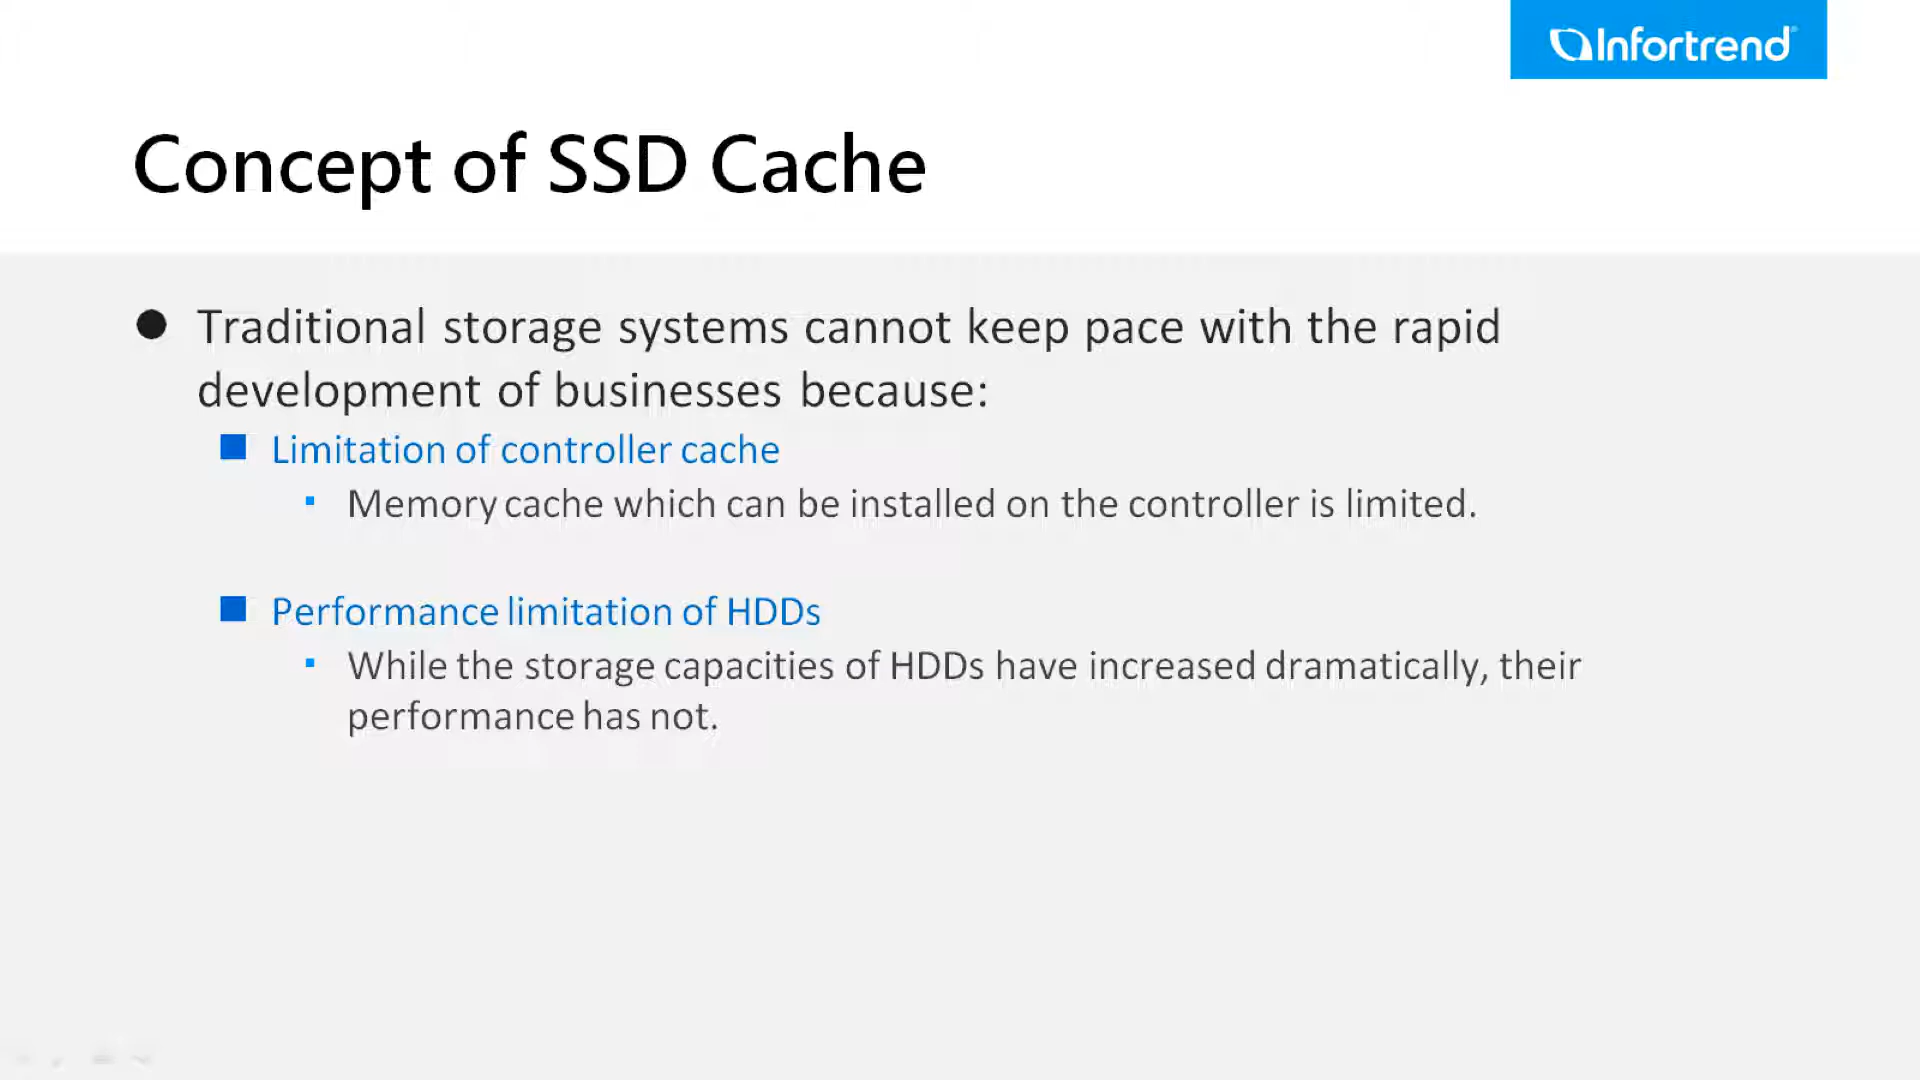 Infortrend
Concept of SSD Cache
Traditional storage systems cannot keep pace with the rapid
development of businesses because:
Limitation of controller cache
Memory cache which can be installed on the controller is limited.
Performance limitation of HDDs
While the storage capacities of HDDs have increased dramatically, their
performance has not.